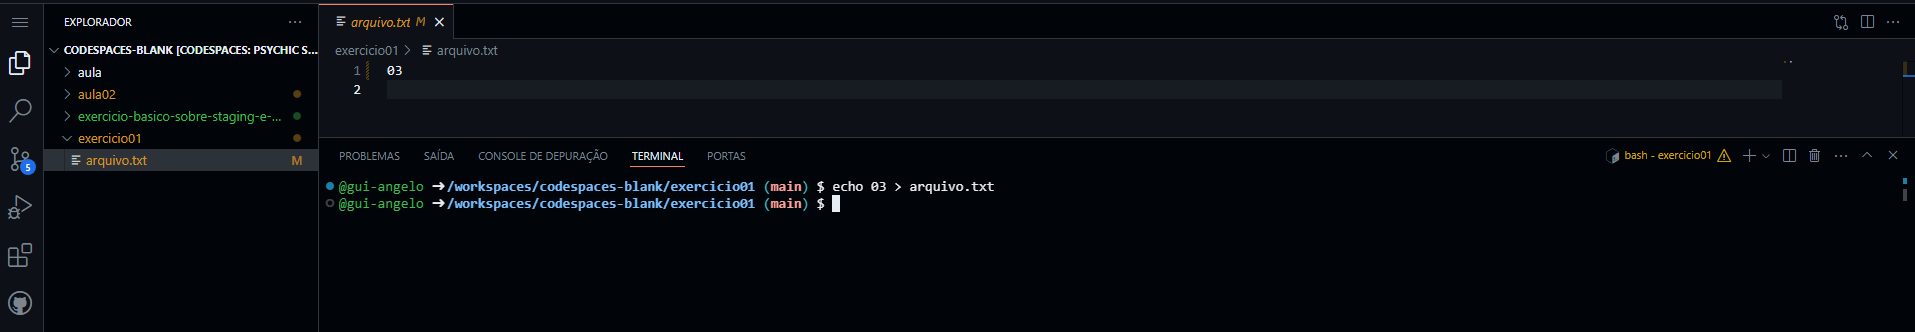 EXPLORADOR ...
CODESPACES-BLANK [CODESPACES: PSYCHIC S...
aula
aula02
exercicio-basico-sobre-staging-e-...
exercicio01
arquivo.txt M
5
arquivo.txt M
exercicio01 > arquivo.txt
1 03
2
PROBLEMAS SAÍDA CONSOLE DE DEPURAÇÃO TERMINAL PORTAS
bash - exercicio01
@gui-angelo ➜/workspaces/codespaces-blank/exercicio01 (main) $ echo 03 > arquivo.txt
@gui-angelo ➜/workspaces/codespaces-blank/exercicio01 (main) $